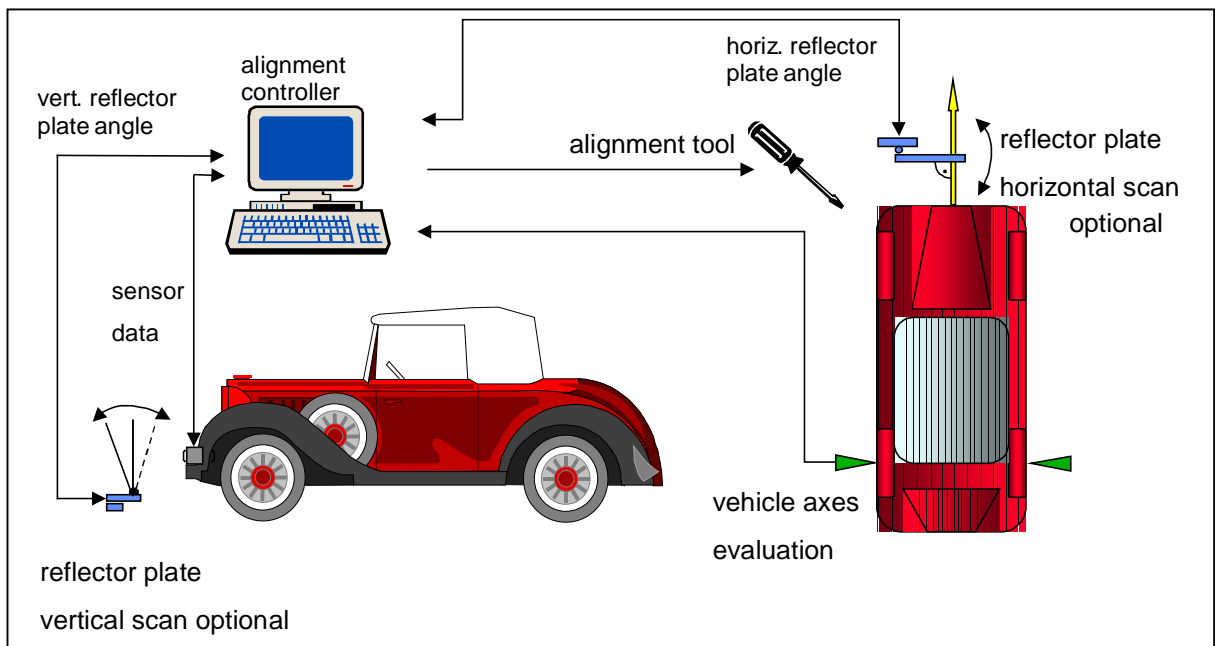 horiz. reflector
plate angle
alignment
controller
vert. reflector
plate angle
alignment tool
reflector plate
horizontal scan
optional
sensor
data
vehicle axes
evaluation
reflector plate
vertical scan optional